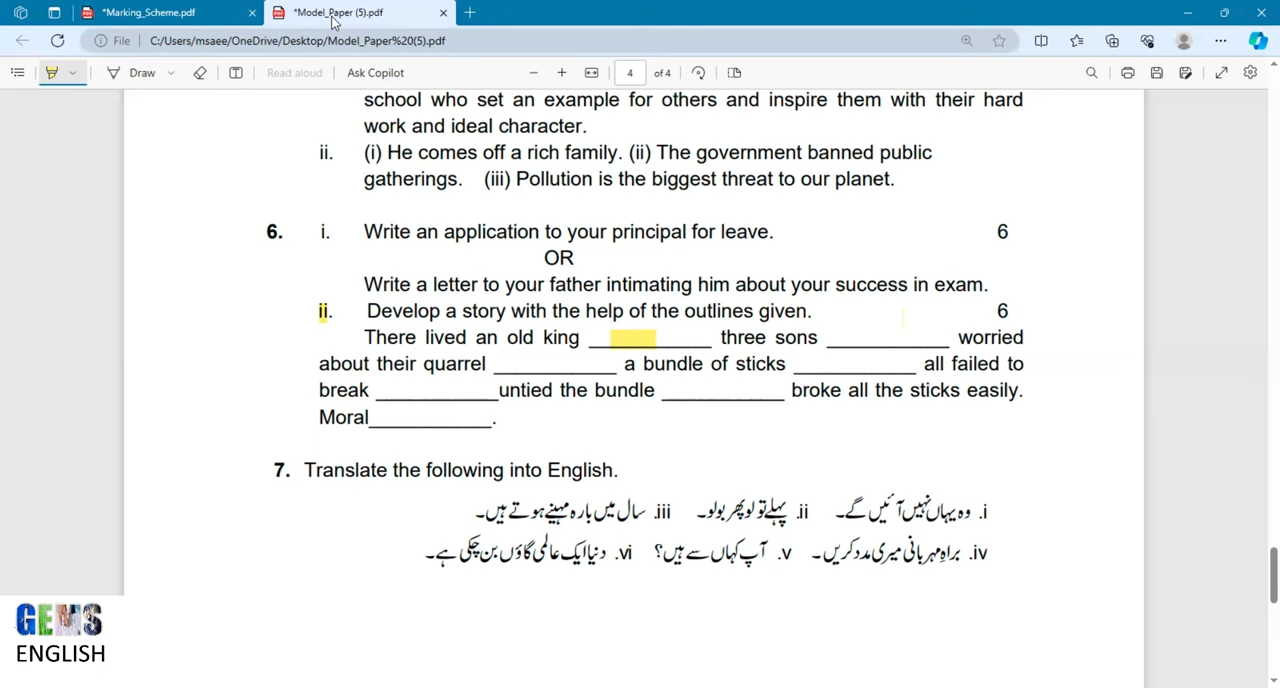 *Marking_Scheme.pdf
*Model_Paper (5).pdf
File
C:/Users/msaee/OneDrive/Desktop/Model_Paper%20(5).pdf
Draw
Read aloud
Ask Copilot
4
of 4
school who set an example for others and inspire them with their hard
work and ideal character.
ii. (i) He comes off a rich family. (ii) The government banned public
gatherings. (iii) Pollution is the biggest threat to our planet.
6. i. Write an application to your principal for leave. 6
OR
Write a letter to your father intimating him about your success in exam.
ii. Develop a story with the help of the outlines given. 6
There lived an old king ___________ three sons ___________ worried
about their quarrel ___________ a bundle of sticks ___________ all failed to
break ___________untied the bundle ___________ broke all the sticks easily.
Moral___________.
7. Translate the following into English.
i. وہ یہاں نہیں آئیں گے۔ ii. پہلے تولو پھر بولو۔ iii. سال میں بارہ مہینے ہوتے ہیں۔
iv. براہِ مہربانی میری مدد کریں۔ v. آپ کہاں سے ہیں؟ vi. دنیا ایک عالمی گاؤں بن چکی ہے۔
GEMS
ENGLISH